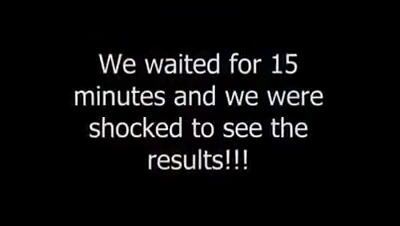 We waited for 15
minutes and we were
shocked to see the
results!!!